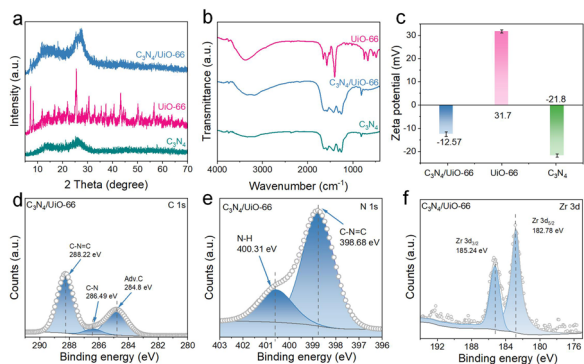 a
C₃N₄/UiO-66
UiO-66
C₃N₄
Intensity (a.u.)
0 10 20 30 40 50 60 70
2 Theta (degree)
b
UiO-66
C₃N₄/UiO-66
C₃N₄
Transmittance (a.u.)
4000 3000 2000 1000
Wavenumber (cm⁻¹)
c
Zeta potential (mV)
30
20
10
0
-10
-20
-12.57
31.7
-21.8
C₃N₄/UiO-66 UiO-66 C₃N₄
d
C₃N₄/UiO-66
C 1s
C-N=C
288.22 eV
C-N
286.49 eV
Adv.C
284.8 eV
Counts (a.u.)
290 288 286 284 282 280
Binding energy (eV)
e
C₃N₄/UiO-66
N 1s
N-H
400.31 eV
C-N=C
398.68 eV
Counts (a.u.)
403 402 401 400 399 398 397 396
Binding energy (eV)
f
C₃N₄/UiO-66
Zr 3d
Zr 3d₃/₂
185.24 eV
Zr 3d₅/₂
182.78 eV
Counts (a.u.)
192 188 184 180 176
Binding energy (eV)